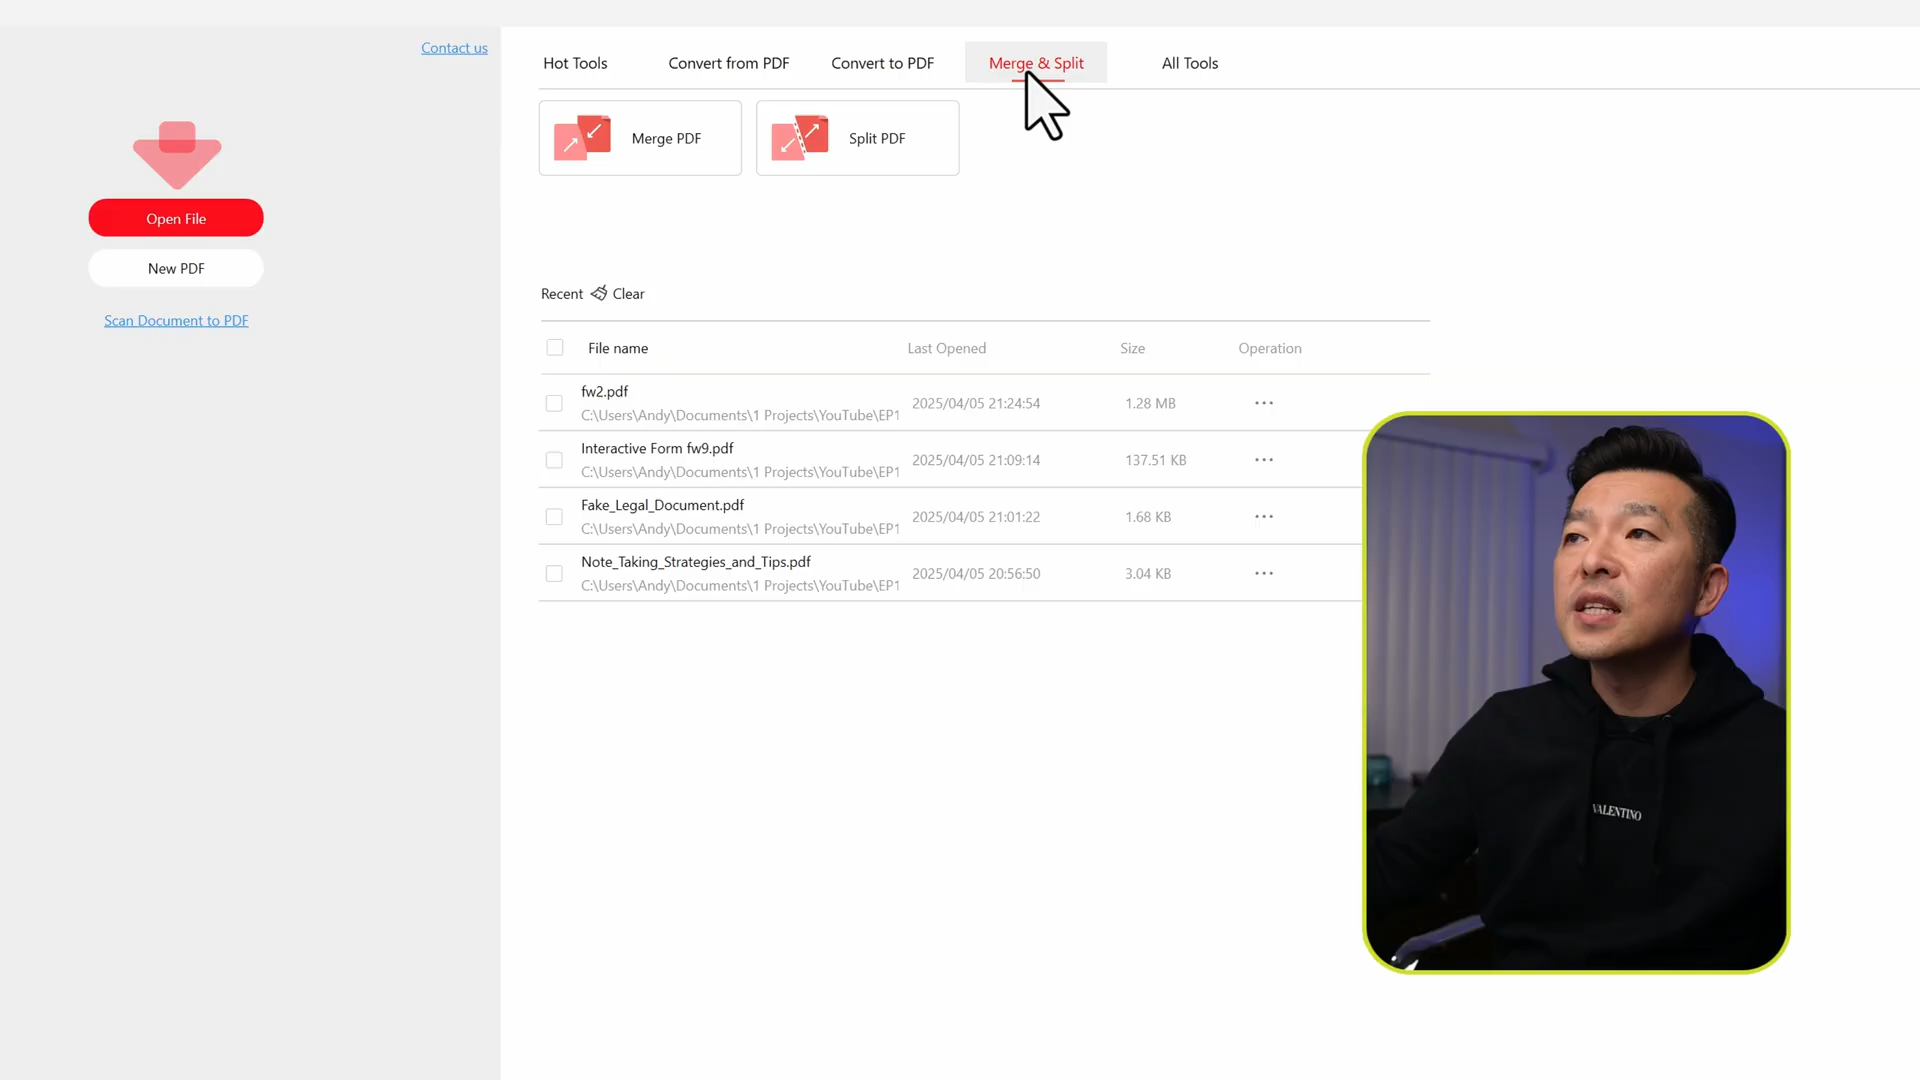 Contact us
Hot Tools
Convert from PDF
Convert to PDF
Merge & Split
All Tools
Merge PDF
Split PDF
Open File
New PDF
Scan Document to PDF
Recent
Clear
File name
Last Opened
Size
Operation
fw2.pdf
C:\Users\Andy\Documents\1 Projects\YouTube\EP1
2025/04/05 21:24:54
1.28 MB
Interactive Form fw9.pdf
C:\Users\Andy\Documents\1 Projects\YouTube\EP1
2025/04/05 21:09:14
137.51 KB
Fake_Legal_Document.pdf
C:\Users\Andy\Documents\1 Projects\YouTube\EP1
2025/04/05 21:01:22
1.68 KB
Note_Taking_Strategies_and_Tips.pdf
C:\Users\Andy\Documents\1 Projects\YouTube\EP1
2025/04/05 20:56:50
3.04 KB
VALENTINO